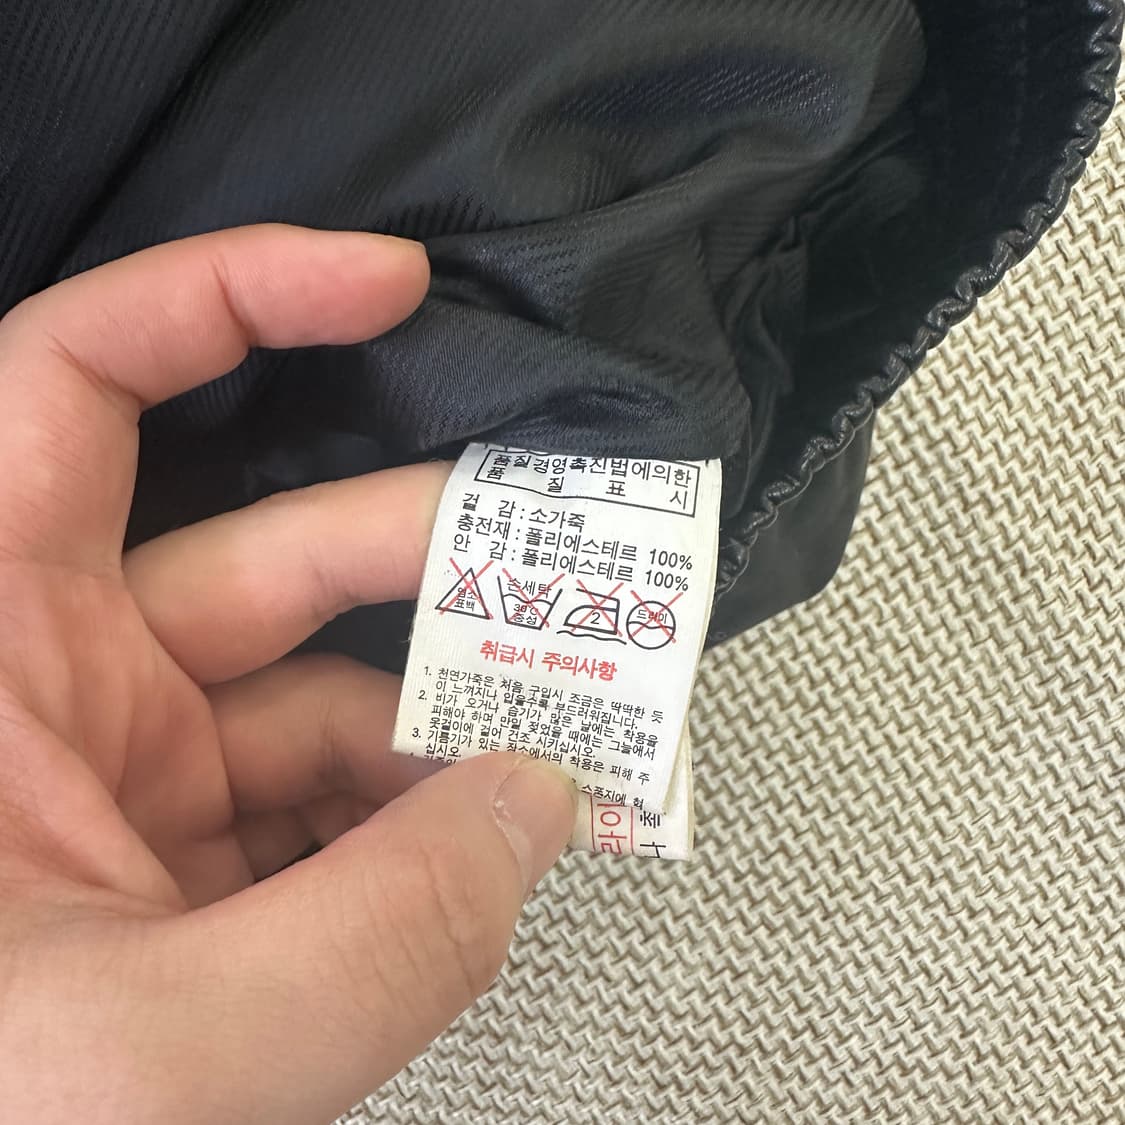 품질경영촉진법에의한
품 질 표 시
겉 감 : 소가죽
충전재 : 폴리에스테르 100%
안 감 : 폴리에스테르 100%
염소 표백
손세탁 30℃ 중성
2
드라이
취급시 주의사항
1. 천연가죽은 처음 구입시 조금은 딱딱한 듯
이 느껴지나 입을수록 부드러워집니다.
2. 비가 오거나 습기가 많은 날에는 착용을
피해야 하며 만일 젖었을 때에는 그늘에서
옷걸이에 걸어 건조 시키십시오.
3. 기름기가 있는 장소에서의 착용은 피해 주
십시오.
소풍지에
라이